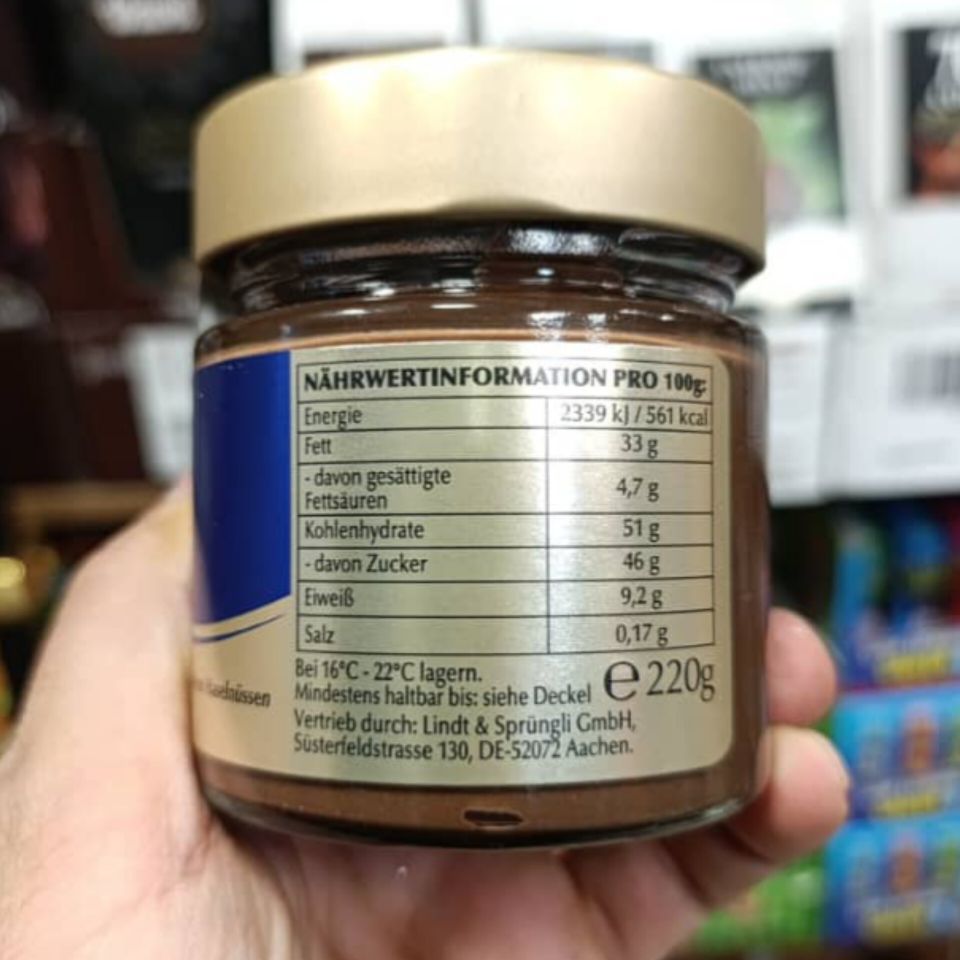 NÄHRWERTINFORMATION PRO 100g:
Energie 2339 kJ / 561 kcal
Fett 33 g
- davon gesättigte
Fettsäuren 4,7 g
Kohlenhydrate 51 g
- davon Zucker 46 g
Eiweiß 9,2 g
Salz 0,17 g
Bei 16°C - 22°C lagern.
Mindestens haltbar bis: siehe Deckel
e 220g
Vertrieb durch: Lindt & Sprüngli GmbH,
Süsterfeldstrasse 130, DE-52072 Aachen.